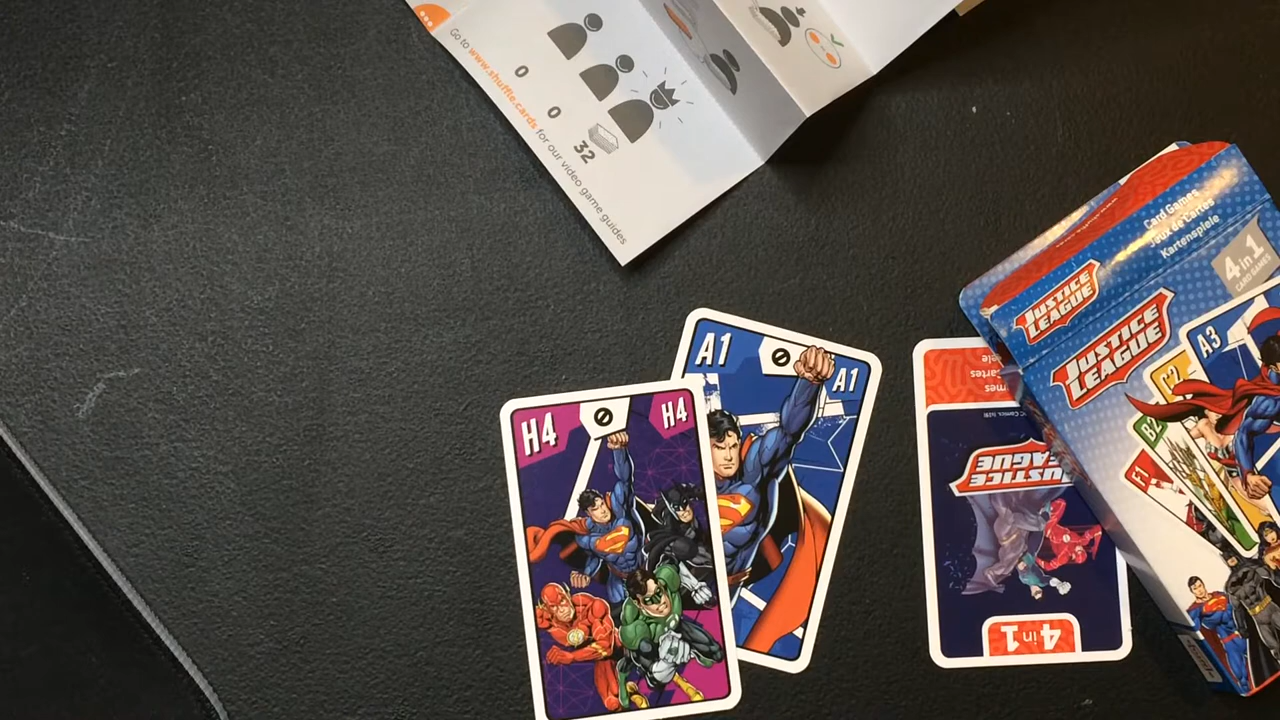 Go to www.shuffle.cards for our video game guides
0
0
32
Card Games
Jeux de Cartes
Kartenspiele
4 in 1
CARD GAMES
JUSTICE
LEAGUE
JUSTICE
LEAGUE
A3
C2
B2
A1
A1
H4
H4
Cartes
JUSTICE
LEAGUE
4 in 1